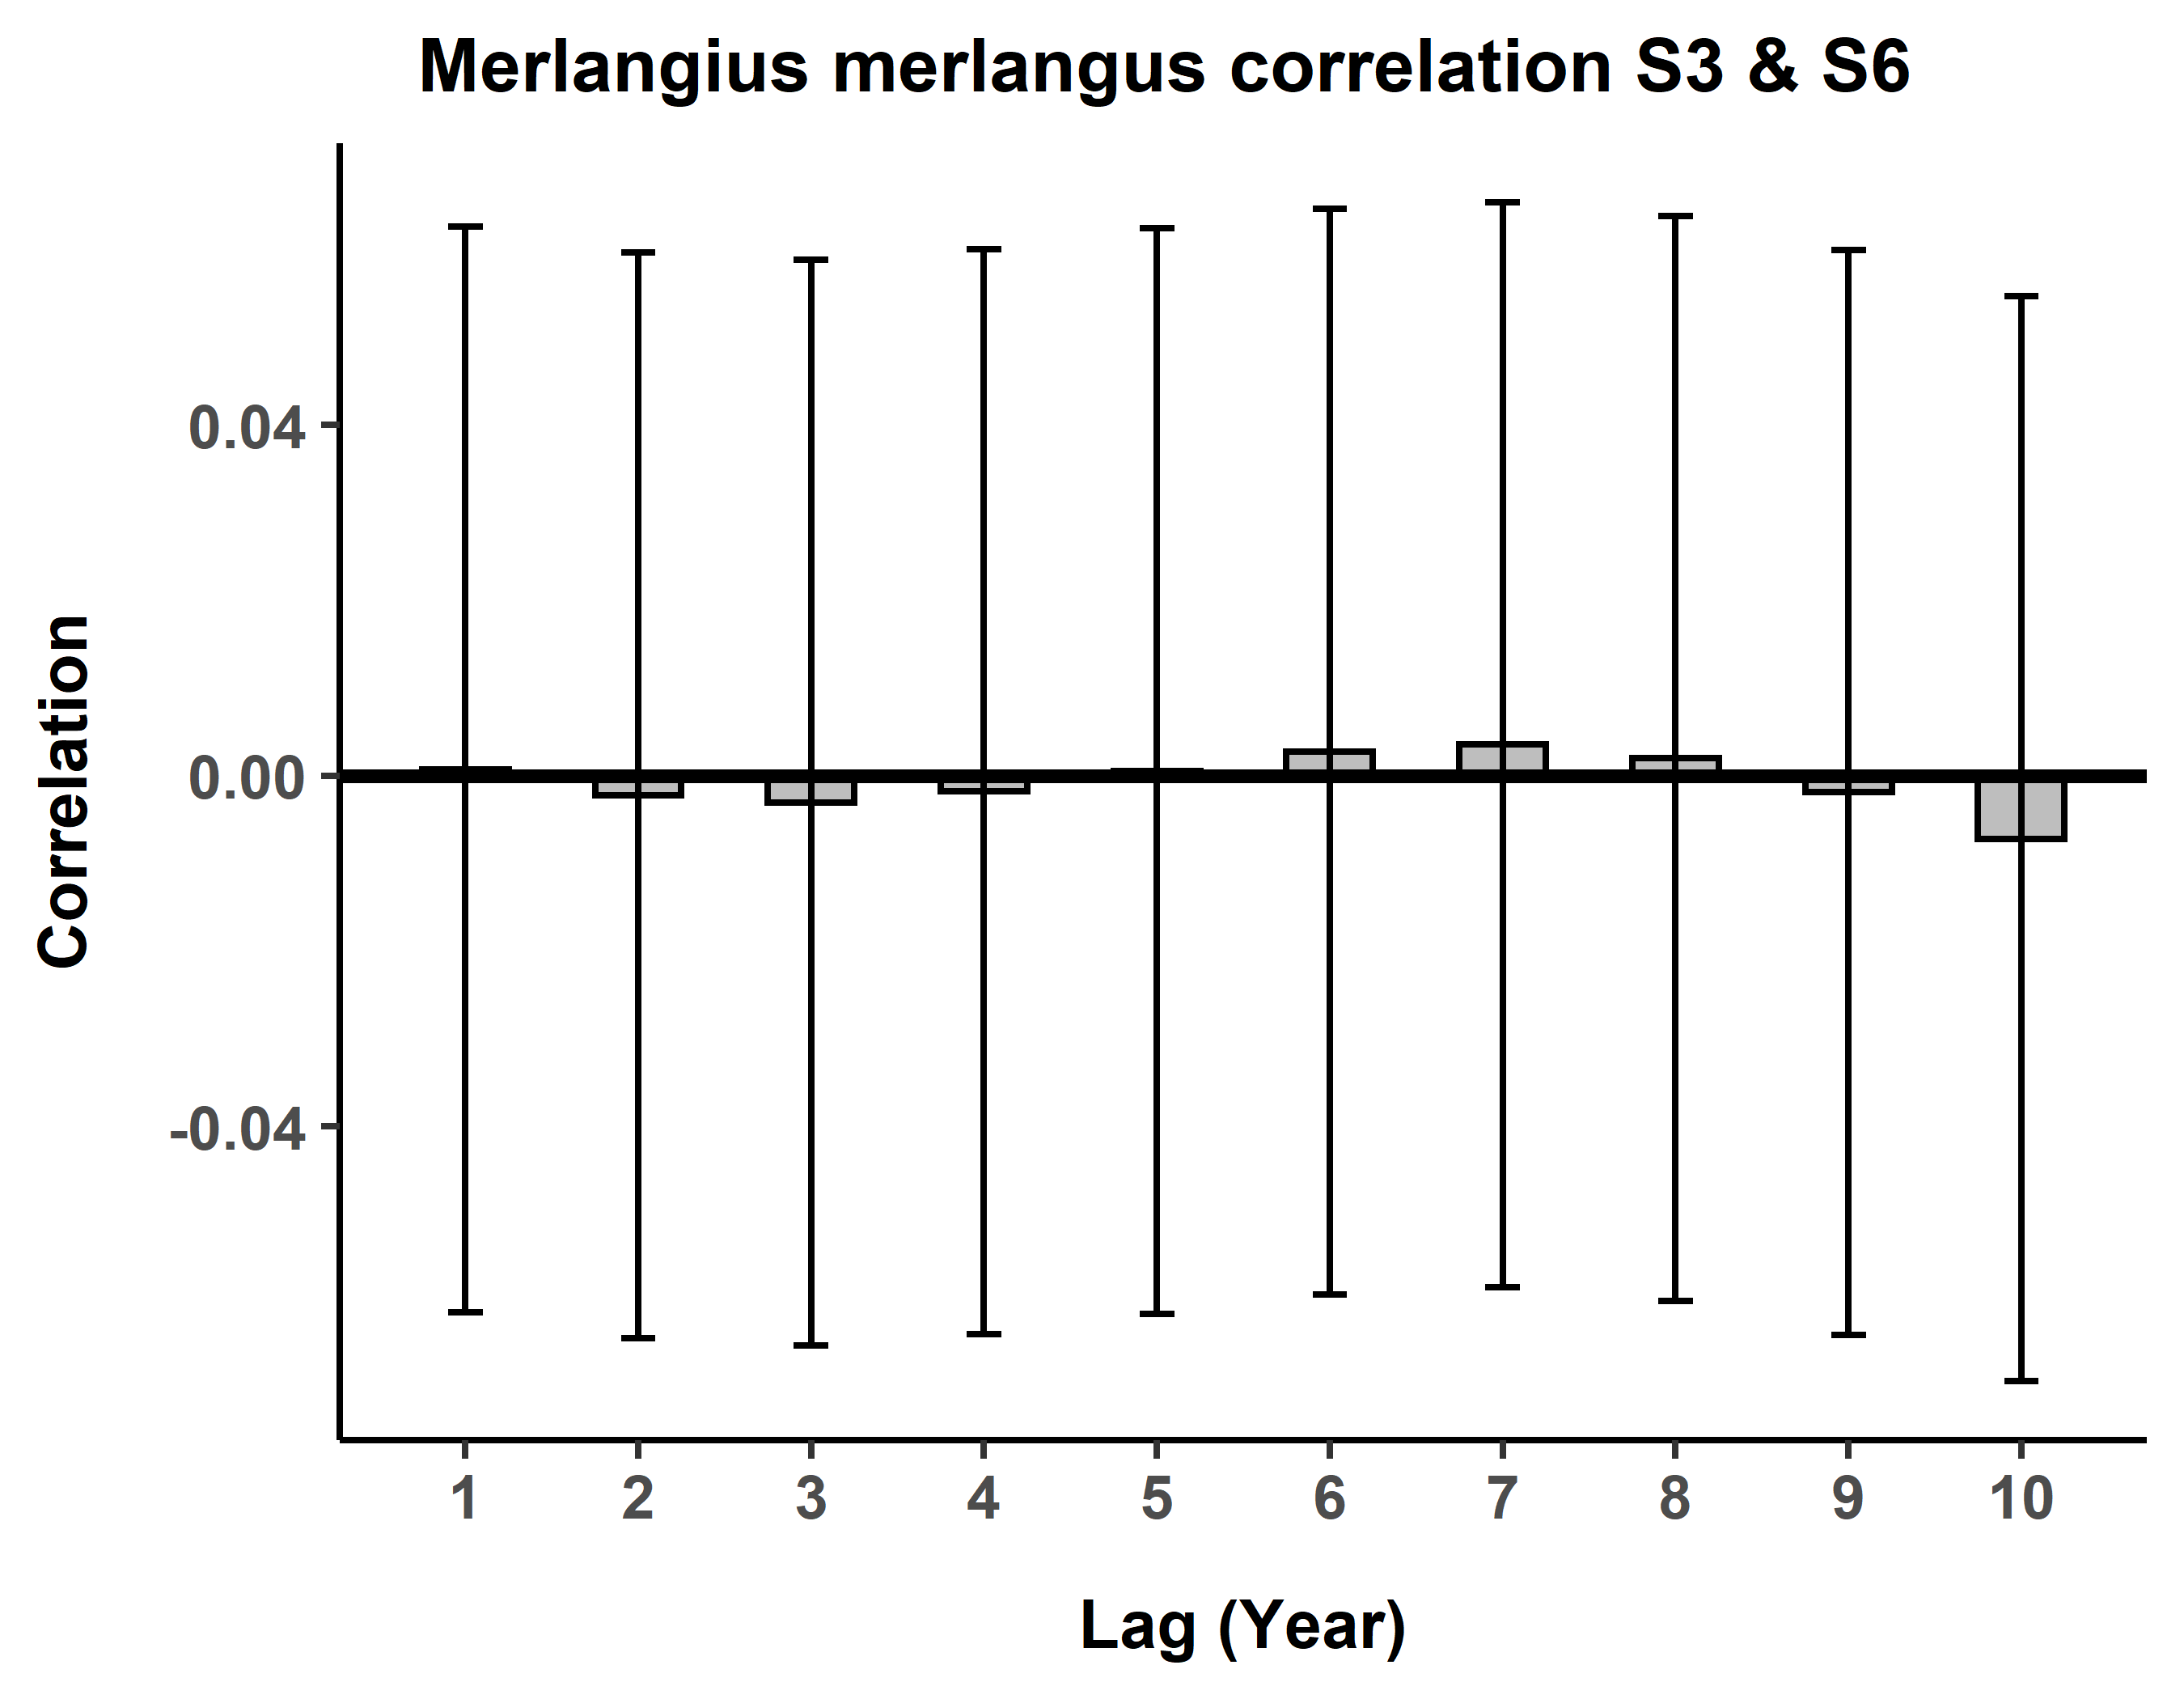 Merlangius merlangus correlation S3 & S6
Correlation
0.04
0.00
-0.04
1 2 3 4 5 6 7 8 9 10
Lag (Year)